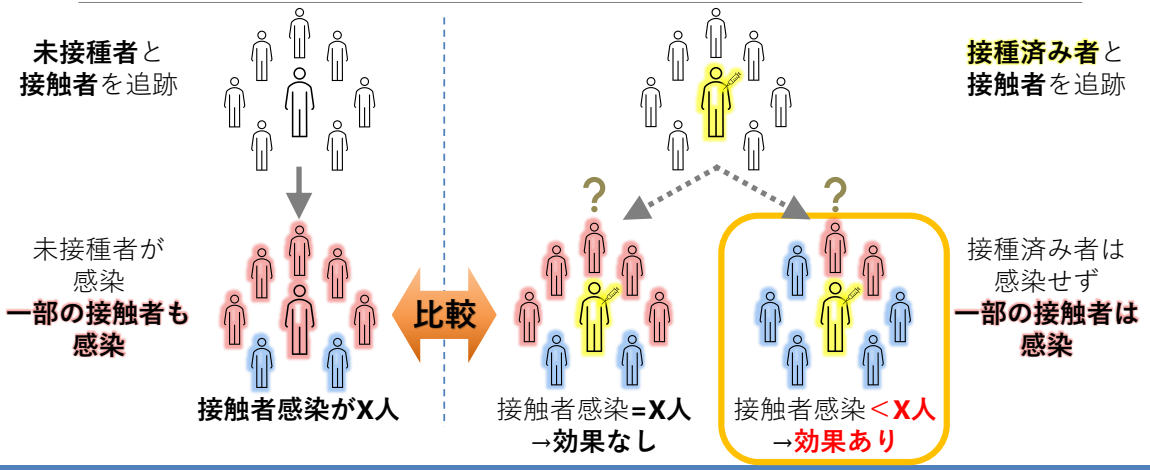 未接種者と
接触者を追跡
接種済み者と
接触者を追跡
?
?
未接種者が
感染
一部の接触者も
感染
比較
接種済み者は
感染せず
一部の接触者は
感染
接触者感染がX人
接触者感染=X人
→効果なし
接触者感染<X人
→効果あり